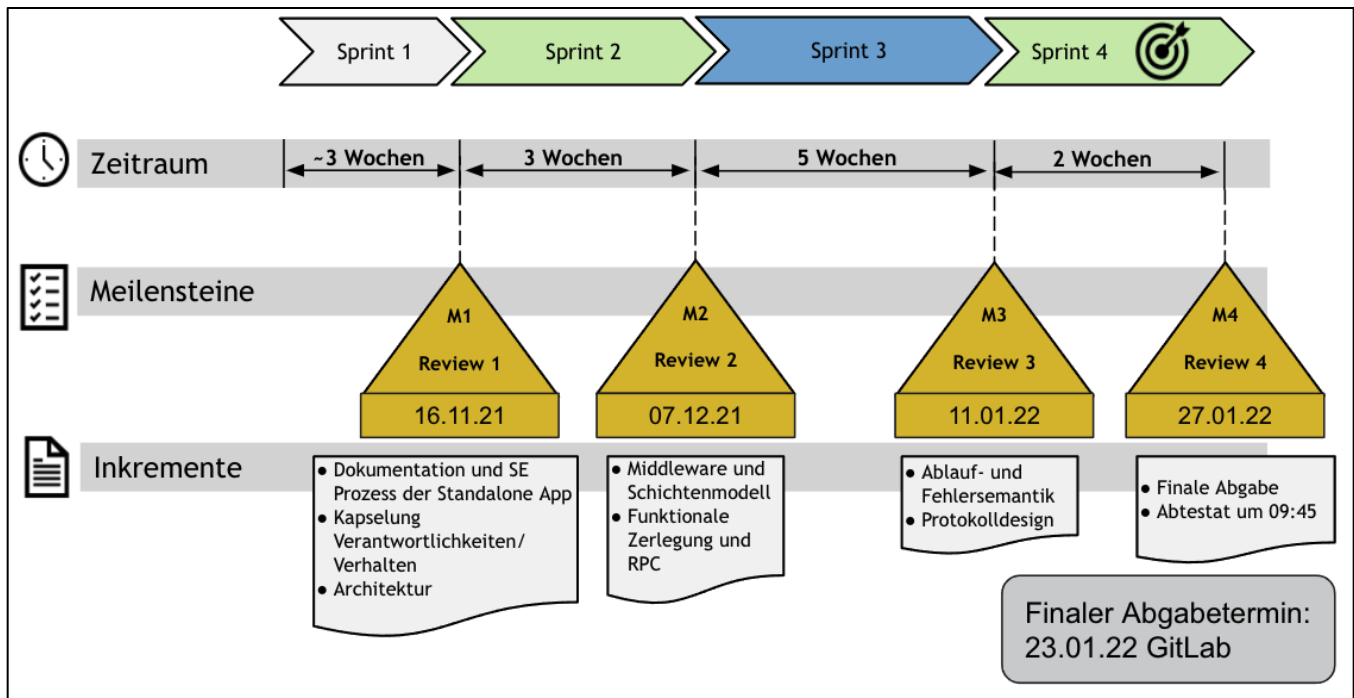 Sprint 1
Sprint 2
Sprint 3
Sprint 4
Zeitraum
~3 Wochen
3 Wochen
5 Wochen
2 Wochen
Meilensteine
M1
Review 1
16.11.21
M2
Review 2
07.12.21
M3
Review 3
11.01.22
M4
Review 4
27.01.22
Inkremente
● Dokumentation und SE
Prozess der Standalone App
● Kapselung
Verantwortlichkeiten/
Verhalten
● Architektur
● Middleware und
Schichtenmodell
● Funktionale
Zerlegung und
RPC
● Ablauf- und
Fehlersemantik
● Protokolldesign
● Finale Abgabe
● Abtestat um 09:45
Finaler Abgabetermin:
23.01.22 GitLab